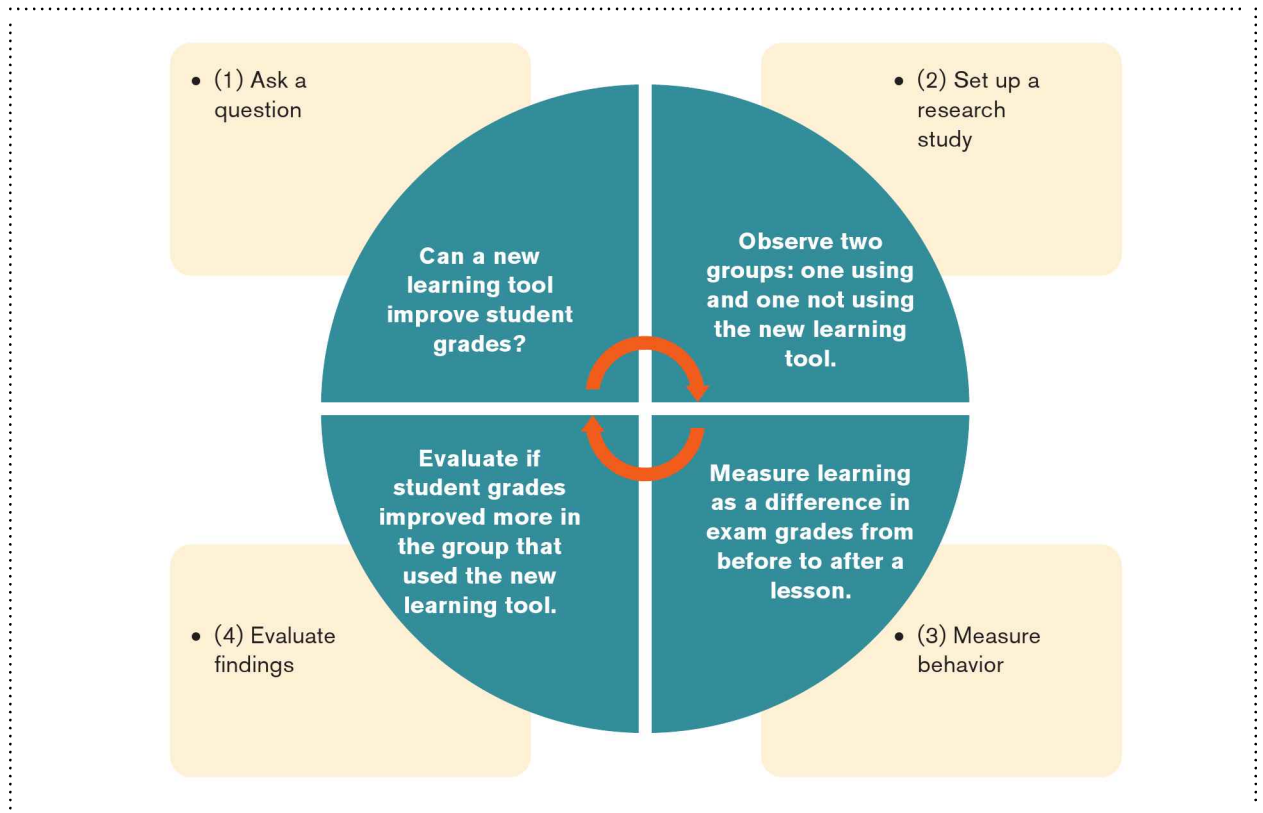 • (1) Ask a
question
Can a new
learning tool
improve student
grades?
• (2) Set up a
research
study
Observe two
groups: one using
and one not using
the new learning
tool.
Measure learning
as a difference in
exam grades from
before to after a
lesson.
• (3) Measure
behavior
Evaluate if
student grades
improved more in
the group that
used the new
learning tool.
• (4) Evaluate
findings